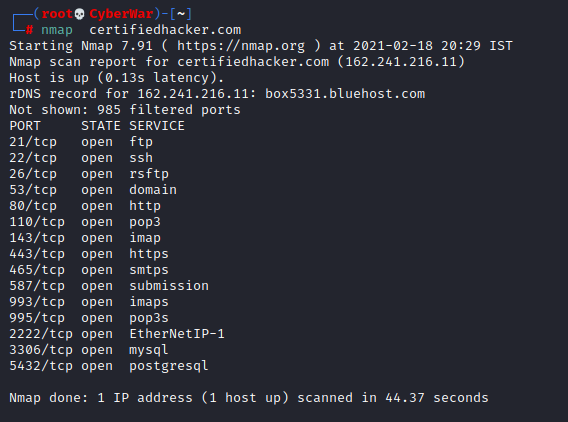 ┌──(root💀CyberWar)-[~]
└─# nmap  certifiedhacker.com
Starting Nmap 7.91 ( https://nmap.org ) at 2021-02-18 20:29 IST
Nmap scan report for certifiedhacker.com (162.241.216.11)
Host is up (0.13s latency).
rDNS record for 162.241.216.11: box5331.bluehost.com
Not shown: 985 filtered ports
PORT     STATE SERVICE
21/tcp   open  ftp
22/tcp   open  ssh
26/tcp   open  rsftp
53/tcp   open  domain
80/tcp   open  http
110/tcp  open  pop3
143/tcp  open  imap
443/tcp  open  https
465/tcp  open  smtps
587/tcp  open  submission
993/tcp  open  imaps
995/tcp  open  pop3s
2222/tcp open  EtherNetIP-1
3306/tcp open  mysql
5432/tcp open  postgresql
Nmap done: 1 IP address (1 host up) scanned in 44.37 seconds